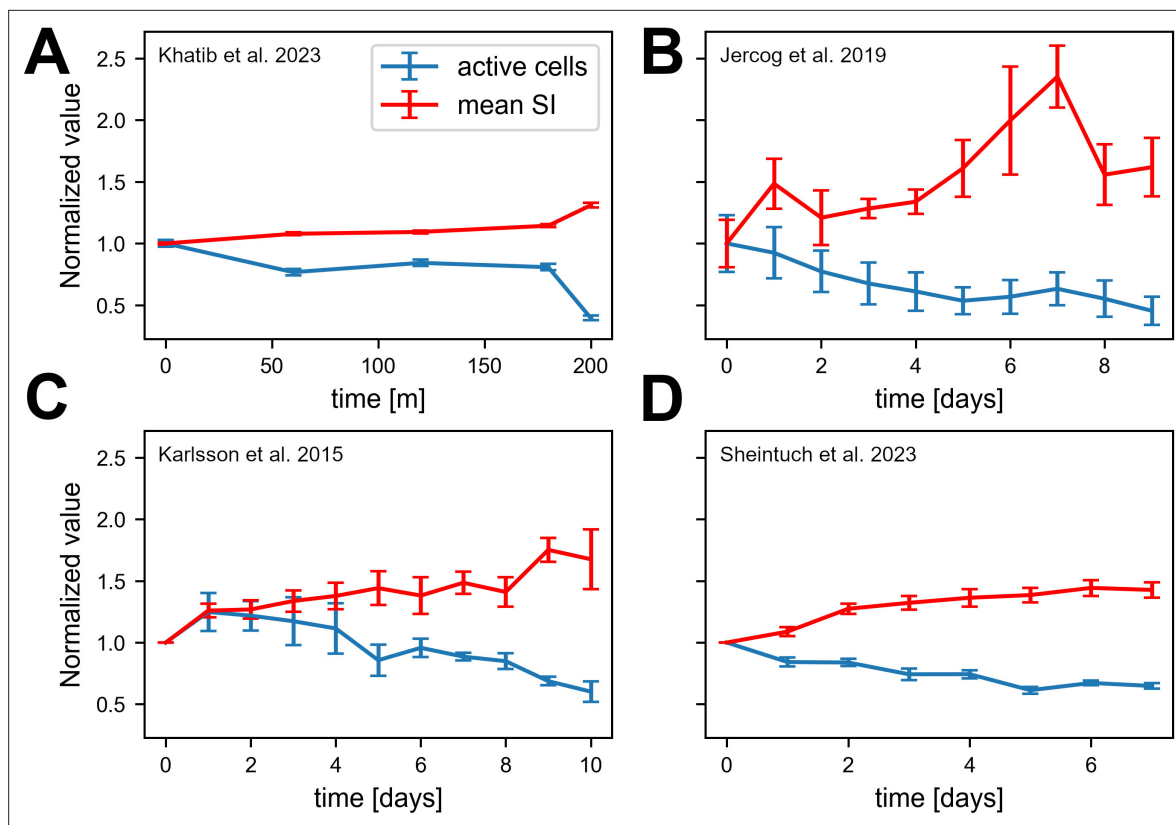 A
Khatib et al. 2023
active cells
mean SI
Normalized value
2.5
2.0
1.5
1.0
0.5
0 50 100 150 200
time [m]
B
Jercog et al. 2019
0 2 4 6 8
time [days]
C
Karlsson et al. 2015
Normalized value
2.5
2.0
1.5
1.0
0.5
0 2 4 6 8 10
time [days]
D
Sheintuch et al. 2023
0 2 4 6
time [days]